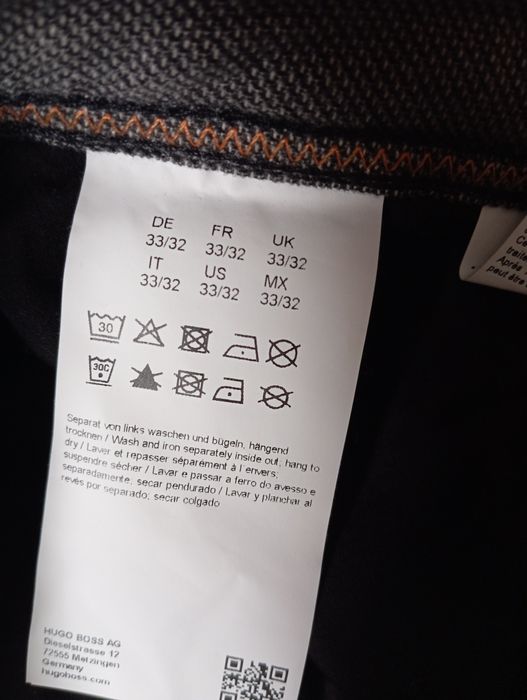 DE FR UK
33/32 33/32 33/32
IT US MX
33/32 33/32 33/32
30
30C
Separat von links waschen und bügeln, hängend
trocknen / Wash and iron separately inside out; hang to
dry / Laver et repasser séparément à l'envers;
suspendre sécher / Lavar e passar a ferro do avesso e
separadamente, secar pendurado / Lavar y planchar al
revés por separado; secar colgado
HUGO BOSS AG
Dieselstrasse 12
72555 Metzingen
Germany
hugoboss.com
Après
peut être